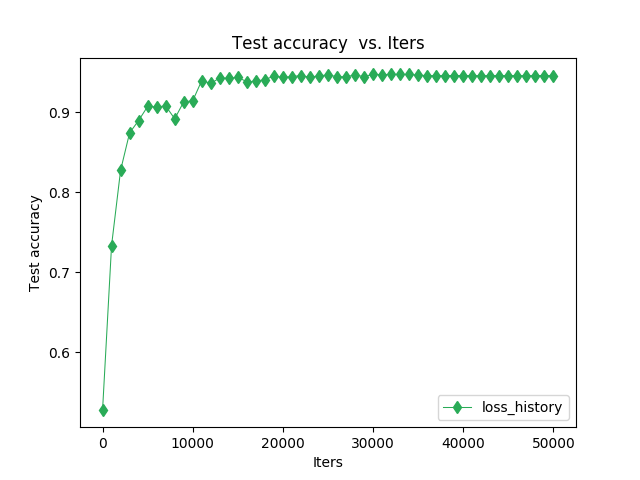 Test accuracy  vs. Iters
Test accuracy
0.9
0.8
0.7
0.6
loss_history
0 10000 20000 30000 40000 50000
Iters